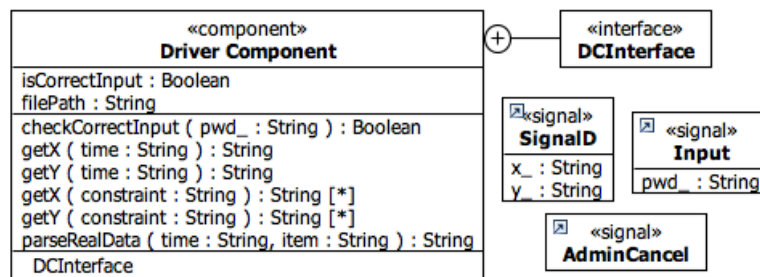 «component»
Driver Component
isCorrectInput : Boolean
filePath : String
checkCorrectInput ( pwd_ : String ) : Boolean
getX ( time : String ) : String
getY ( time : String ) : String
getX ( constraint : String ) : String [*]
getY ( constraint : String ) : String [*]
parseRealData ( time : String, item : String ) : String
DCInterface
«interface»
DCInterface
«signal»
SignalD
x_ : String
y_ : String
«signal»
Input
pwd_ : String
«signal»
AdminCancel